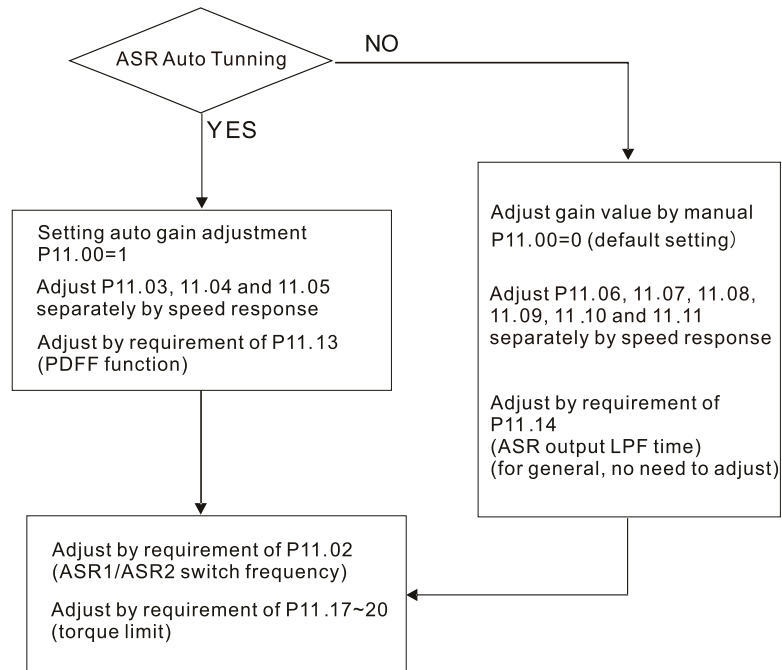 ASR Auto Tunning
NO
YES
Setting auto gain adjustment
P11.00=1
Adjust P11.03, 11.04 and 11.05
separately by speed response
Adjust by requirement of P11.13
(PDFF function)
Adjust gain value by manual
P11.00=0 (default setting)
Adjust P11.06, 11.07, 11.08,
11.09, 11.10 and 11.11
separately by speed response
Adjust by requirement of
P11.14
(ASR output LPF time)
(for general, no need to adjust)
Adjust by requirement of P11.02
(ASR1/ASR2 switch frequency)
Adjust by requirement of P11.17~20
(torque limit)